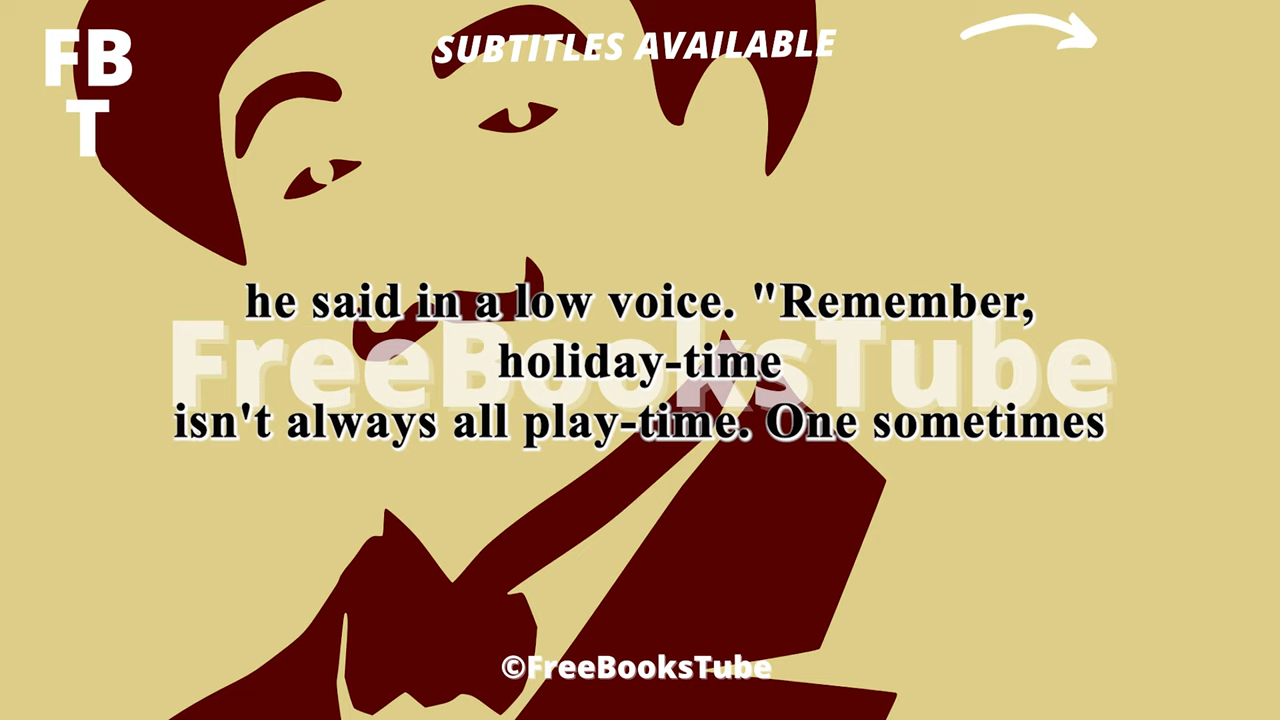 FB
T
SUBTITLES AVAILABLE
he said in a low voice. "Remember,
FreeBooksTube
holiday-time
isn't always all play-time. One sometimes
©FreeBooksTube